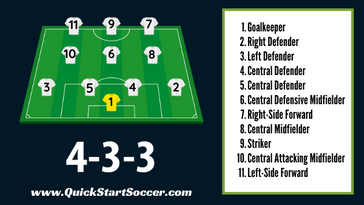 11 9 7
10 6 8
3 5 4 2
1
4-3-3
www.QuickStartSoccer.com
1. Goalkeeper
2. Right Defender
3. Left Defender
4. Central Defender
5. Central Defender
6. Central Defensive Midfielder
7. Right-Side Forward
8. Central Midfielder
9. Striker
10. Central Attacking Midfielder
11. Left-Side Forward